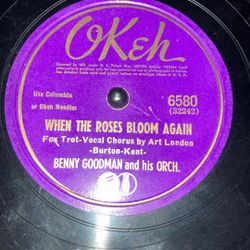 OKeh
Use Columbia
or Okeh Needles
6580
(32242)
WHEN THE ROSES BLOOM AGAIN
Fox Trot-Vocal Chorus by Art London
-Burton-Kent-
BENNY GOODMAN and his ORCH.